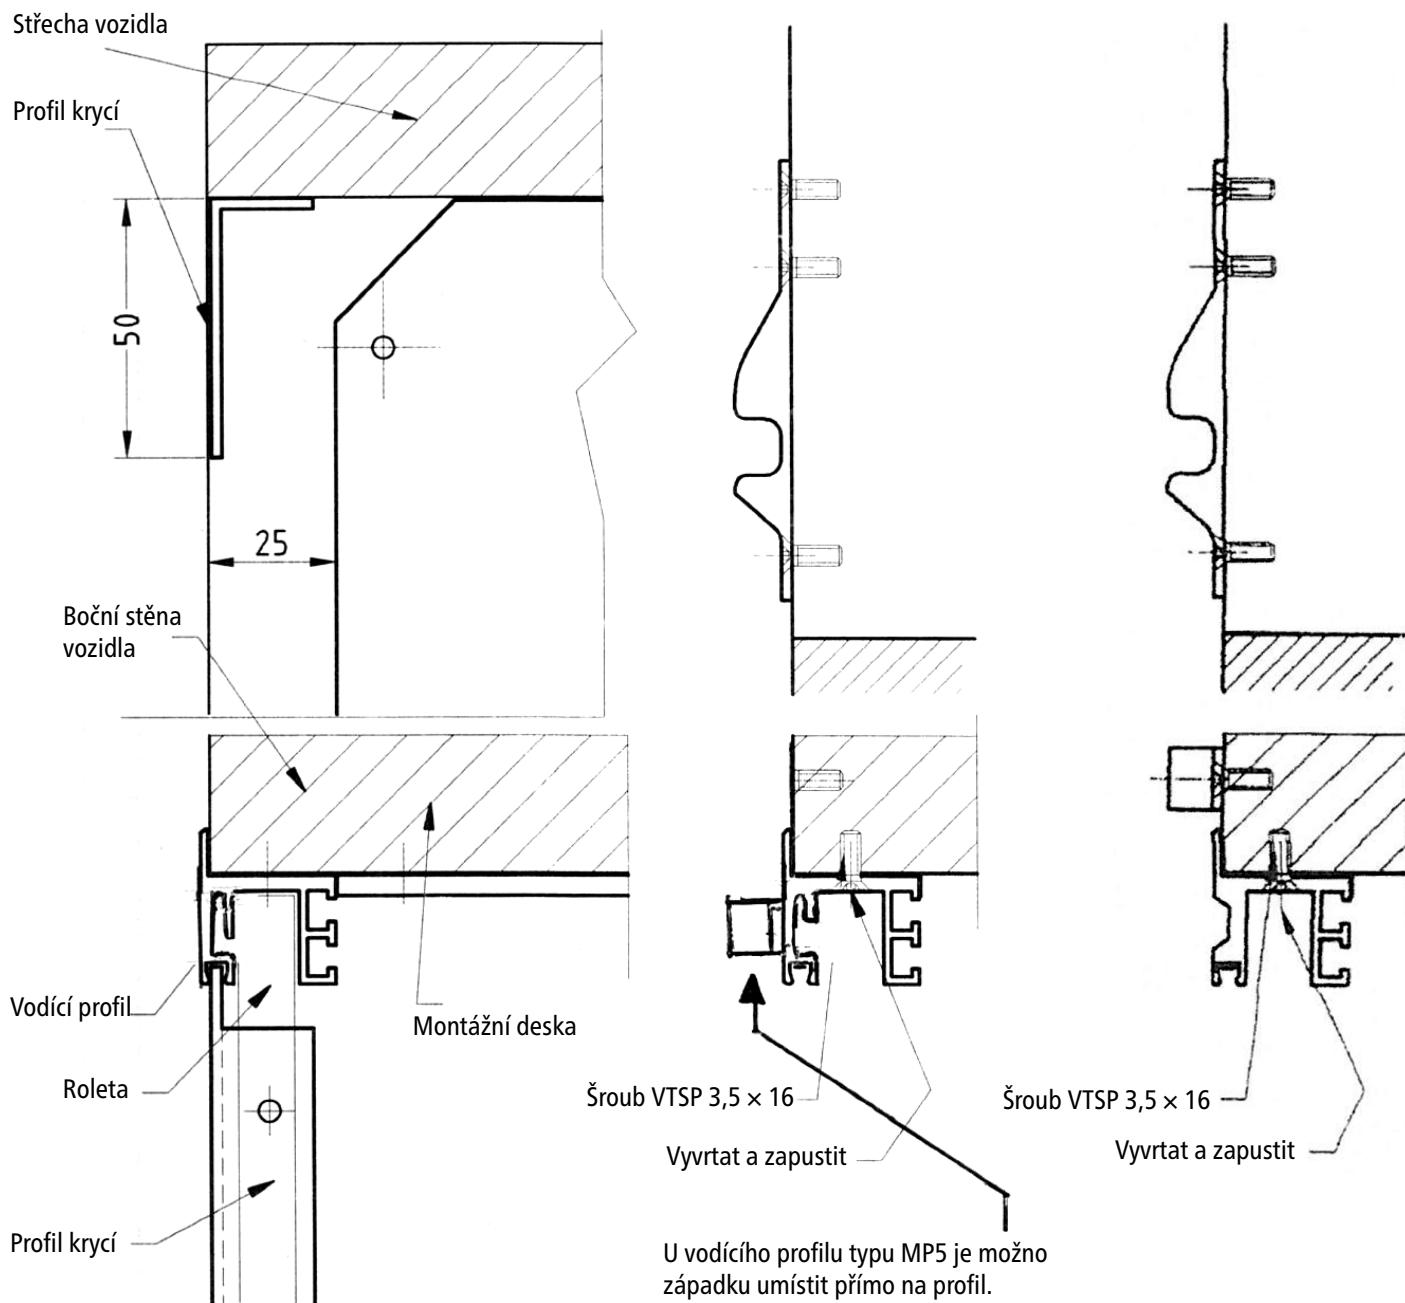 Střecha vozidla
Profil krycí
50
25
Boční stěna
vozidla
Vodící profil
Montážní deska
Roleta
Profil krycí
Šroub VTSP 3,5 × 16
Vyvrtat a zapustit
U vodícího profilu typu MP5 je možno
západku umístit přímo na profil.
Šroub VTSP 3,5 × 16
Vyvrtat a zapustit